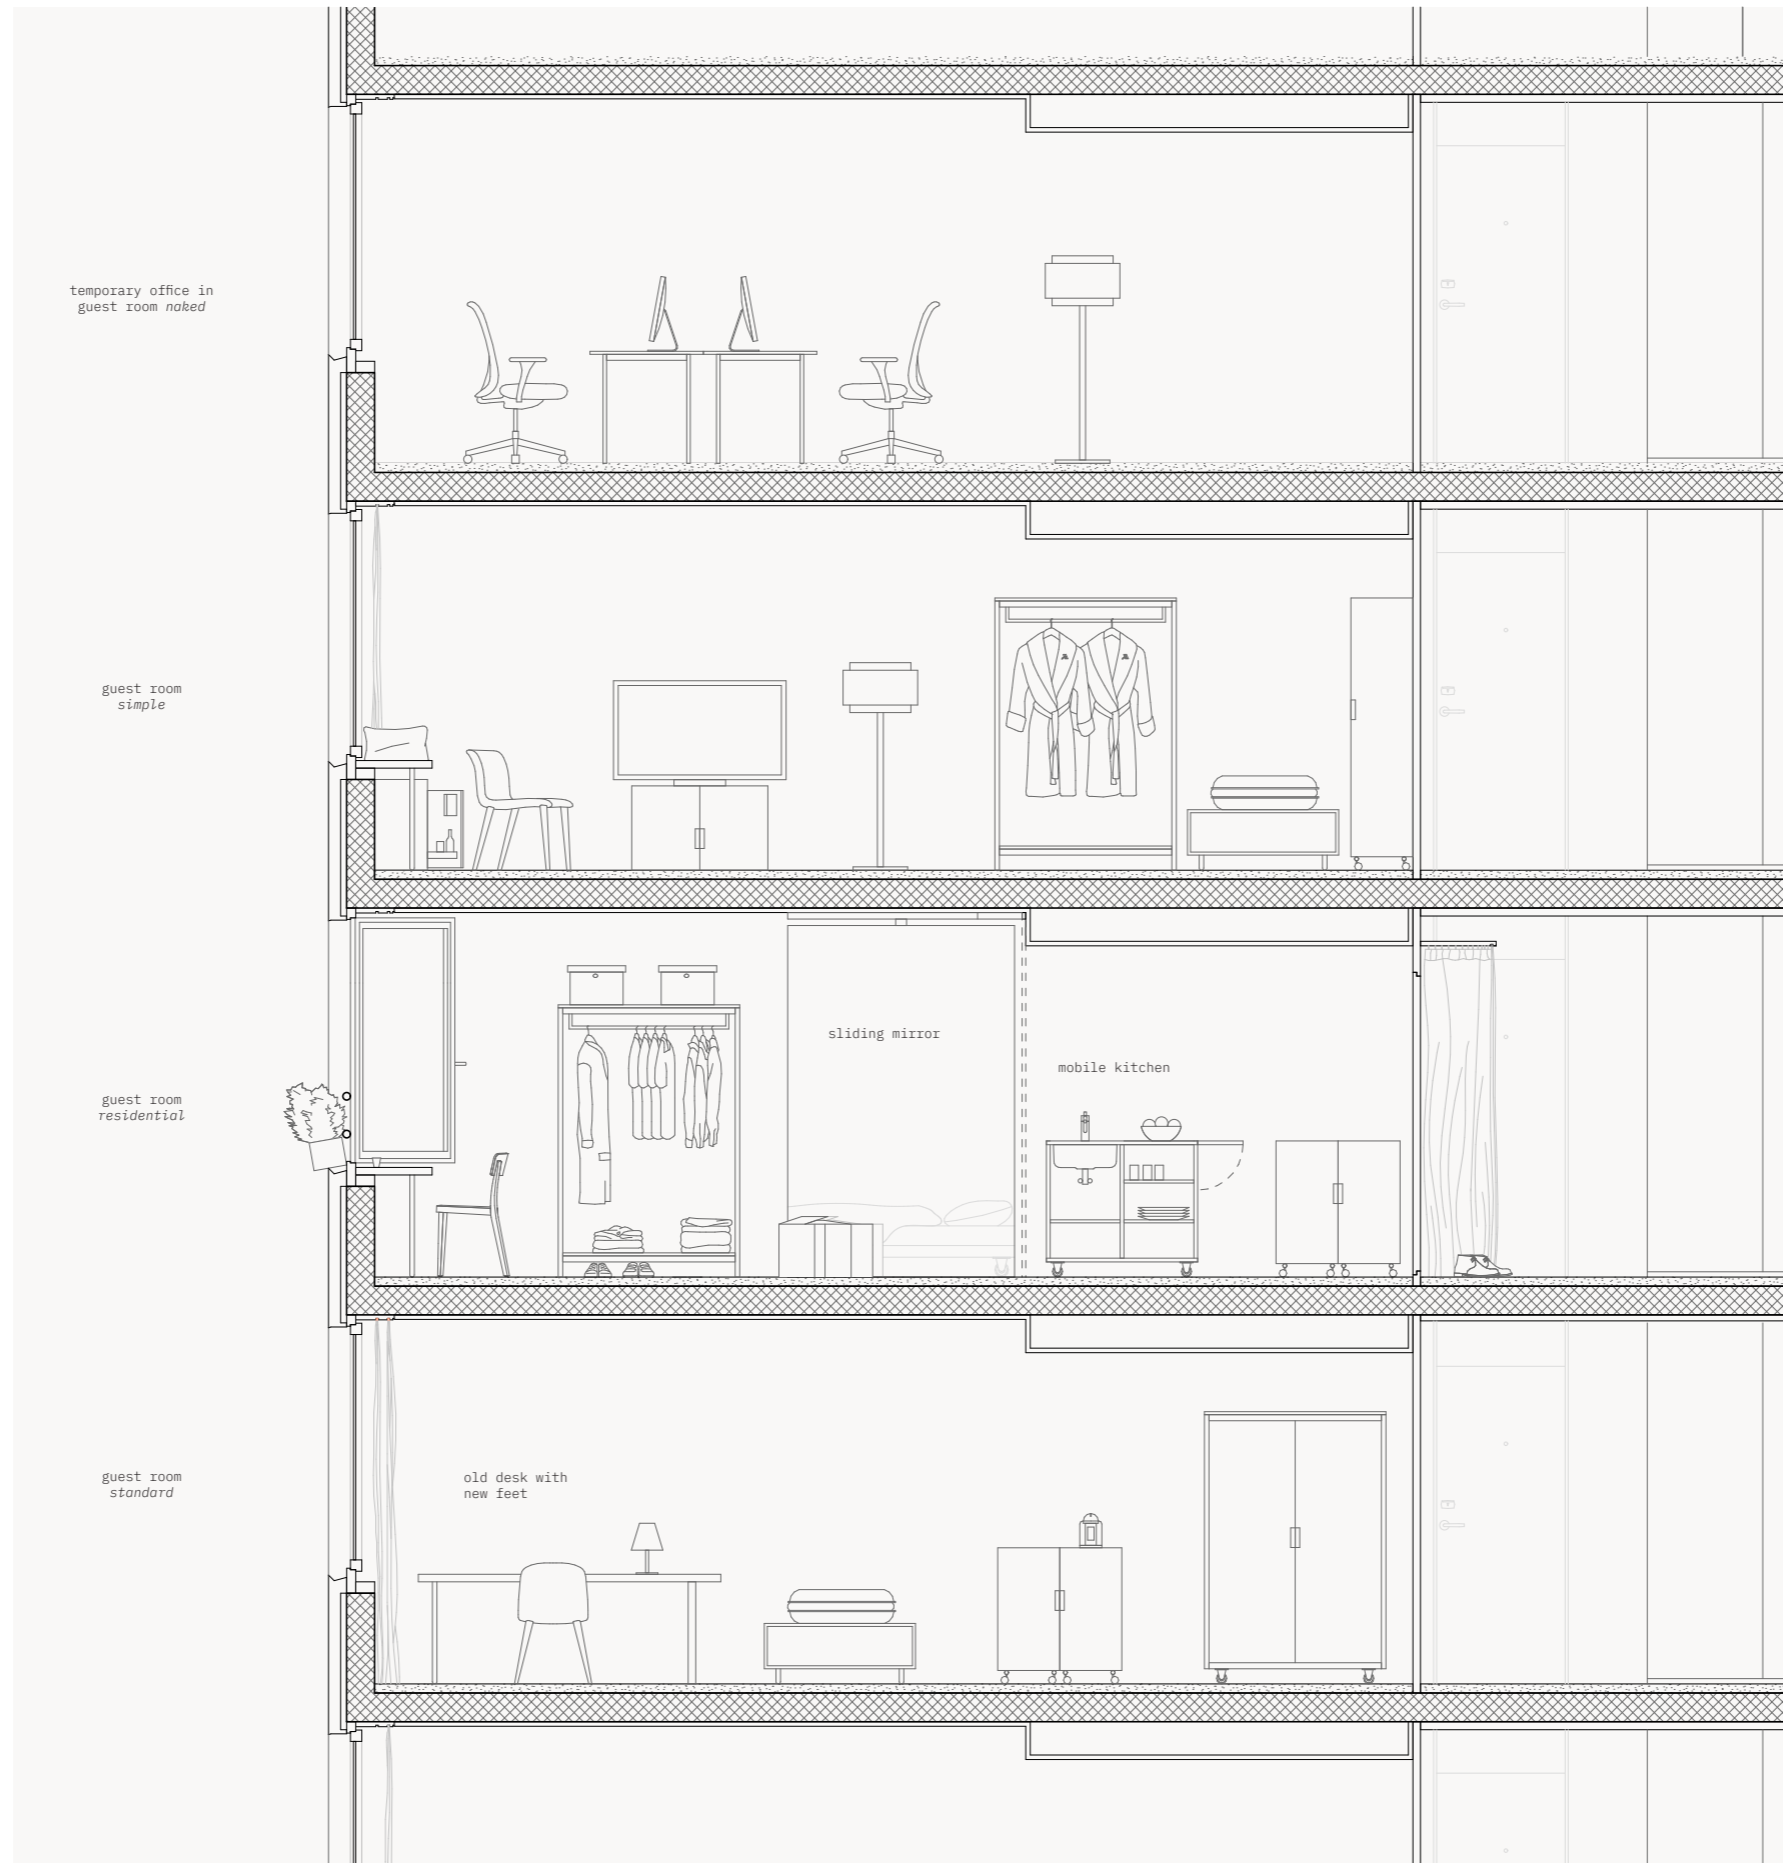 temporary office in
guest room naked
guest room
simple
sliding mirror
mobile kitchen
guest room
residential
old desk with
new feet
guest room
standard